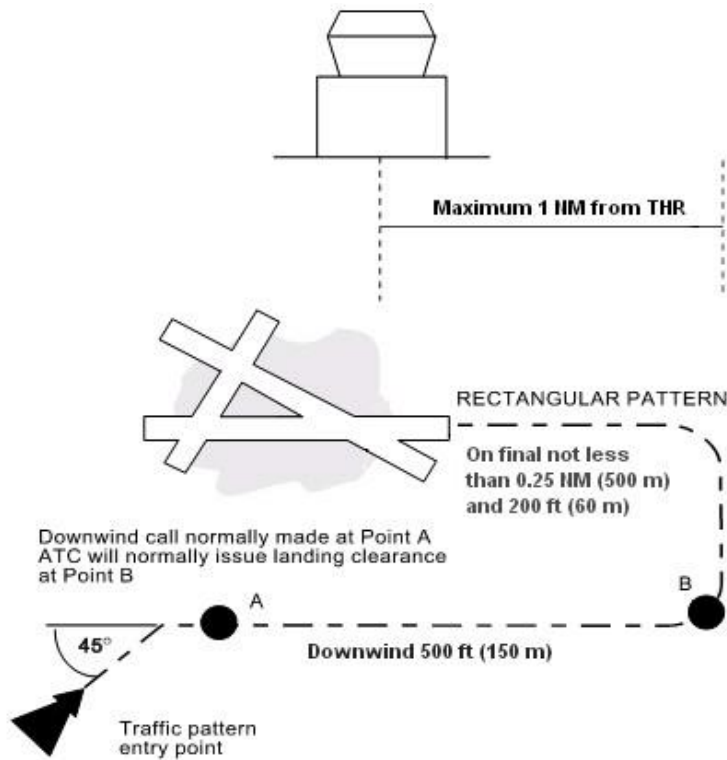 Maximum 1 NM from THR
RECTANGULAR PATTERN
On final not less
than 0.25 NM (500 m)
and 200 ft (60 m)
Downwind call normally made at Point A
ATC will normally issue landing clearance
at Point B
A
B
45°
Downwind 500 ft (150 m)
Traffic pattern
entry point